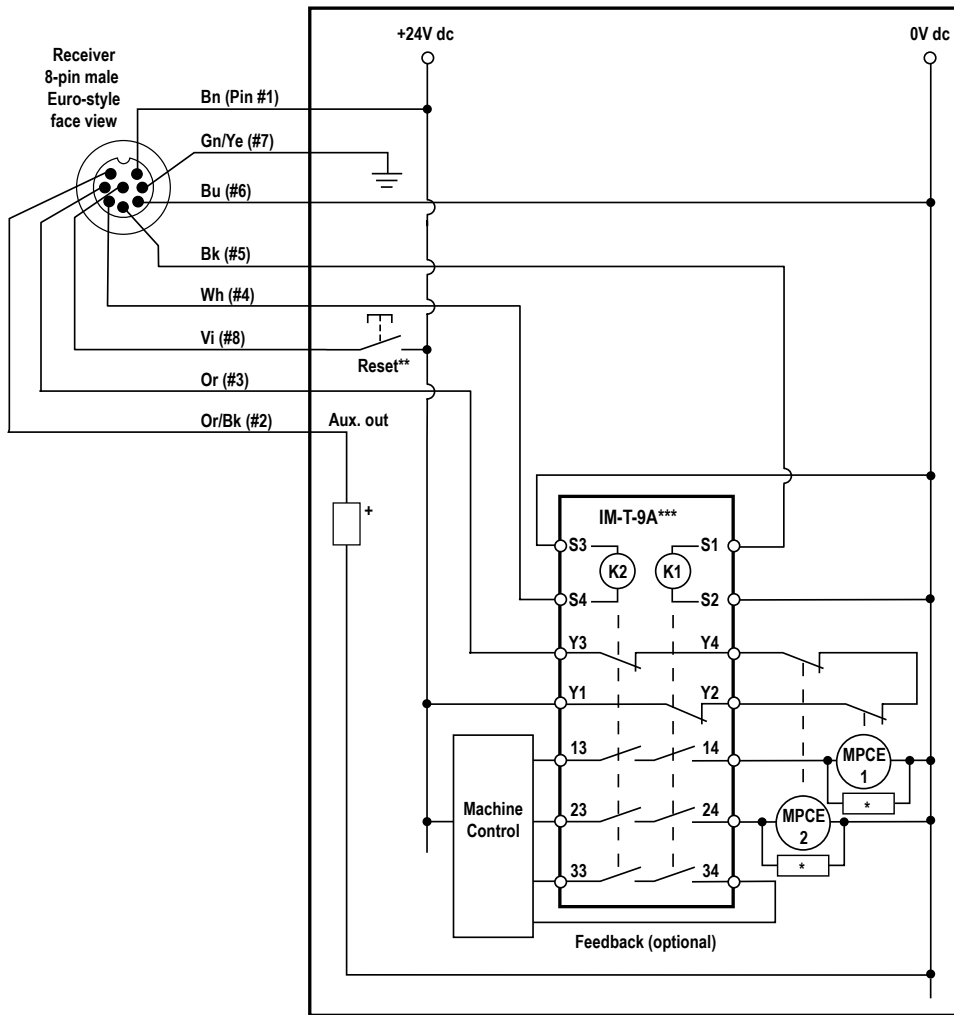 +24V dc
0V dc
Receiver
8-pin male
Euro-style
face view
Bn (Pin #1)
Gn/Ye (#7)
Bu (#6)
Bk (#5)
Wh (#4)
Vi (#8)
Reset**
Or (#3)
Or/Bk (#2)
Aux. out
+
IM-T-9A***
S3
S1
K2
K1
S4
S2
Y3
Y4
Y1
Y2
13
14
MPCE
1
*
Machine
Control
23
24
MPCE
2
*
33
34
Feedback (optional)